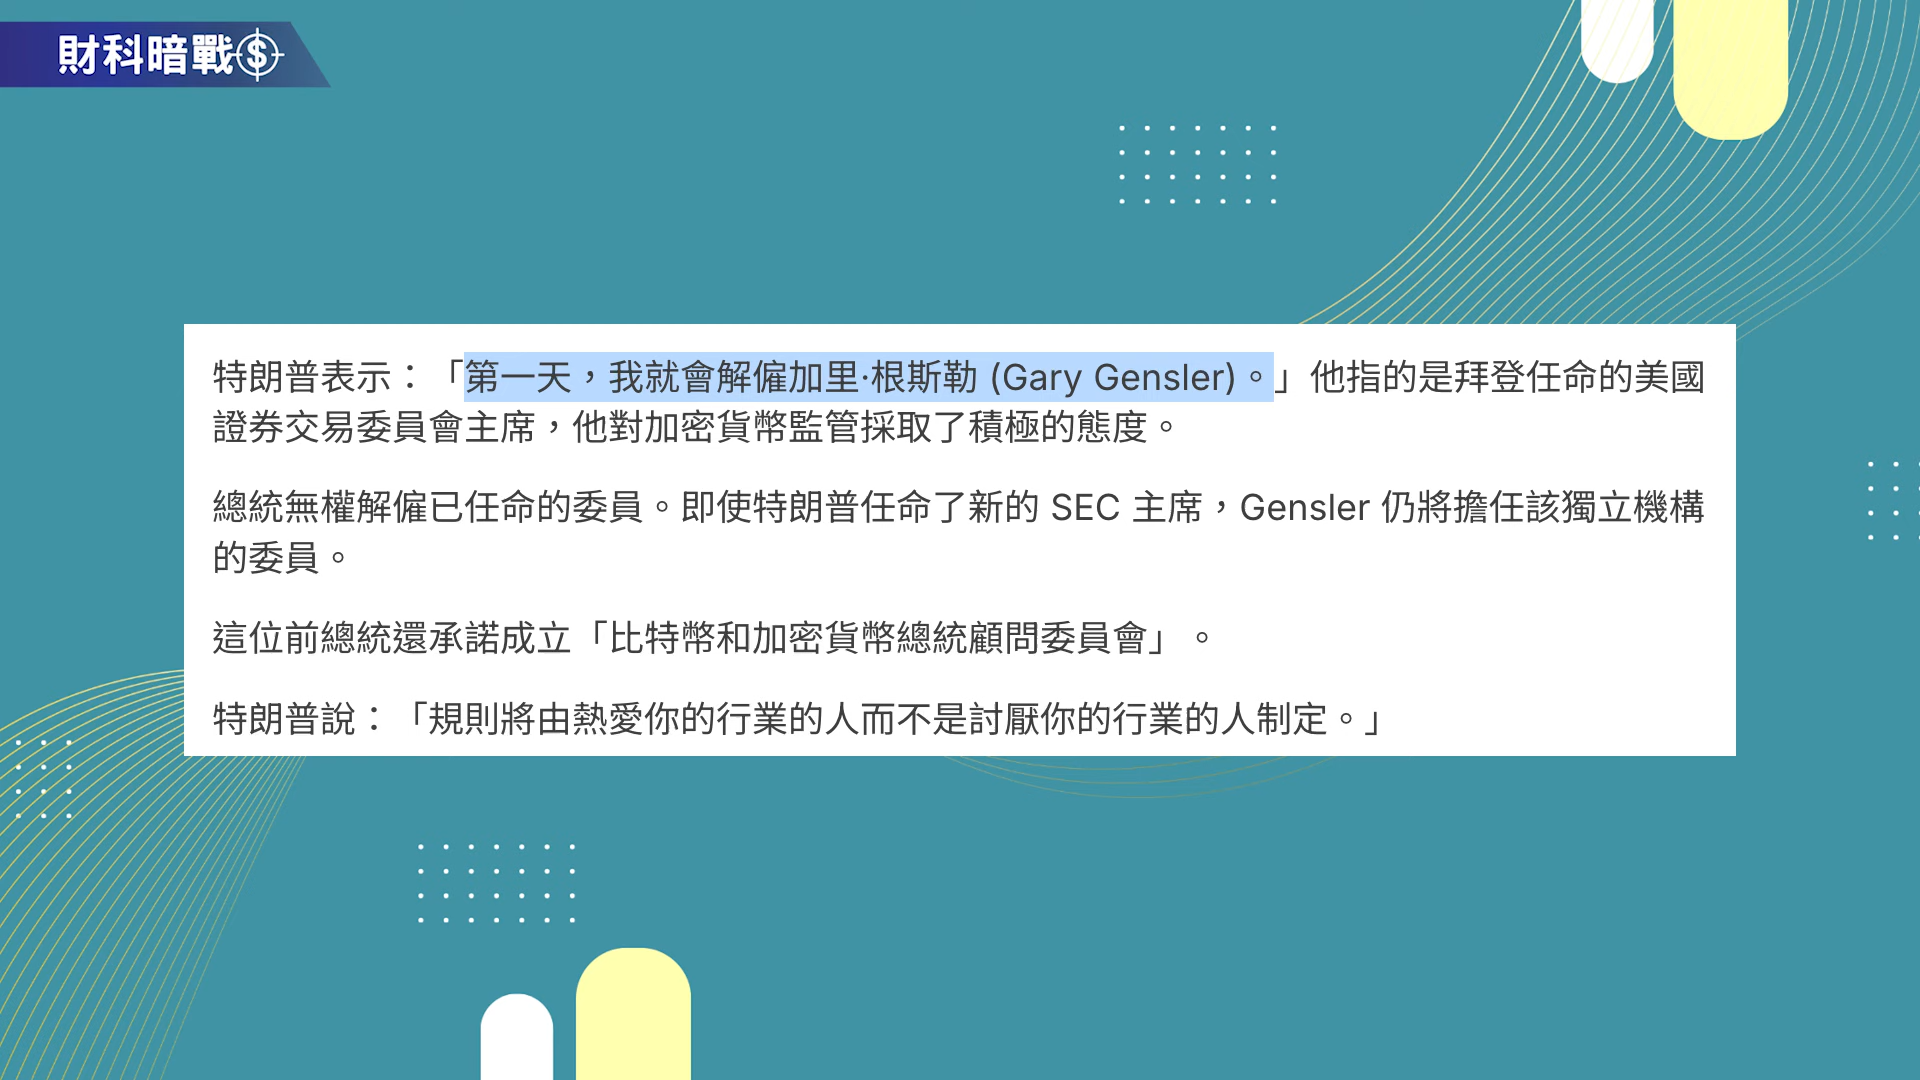 財科暗戰$
特朗普表示：「第一天，我就會解僱加里·根斯勒 (Gary Gensler)。」他指的是拜登任命的美國
證券交易委員會主席，他對加密貨幣監管採取了積極的態度。
總統無權解僱已任命的委員。即使特朗普任命了新的 SEC 主席，Gensler 仍將擔任該獨立機構
的委員。
這位前總統還承諾成立「比特幣和加密貨幣總統顧問委員會」。
特朗普說：「規則將由熱愛你的行業的人而不是討厭你的行業的人制定。」